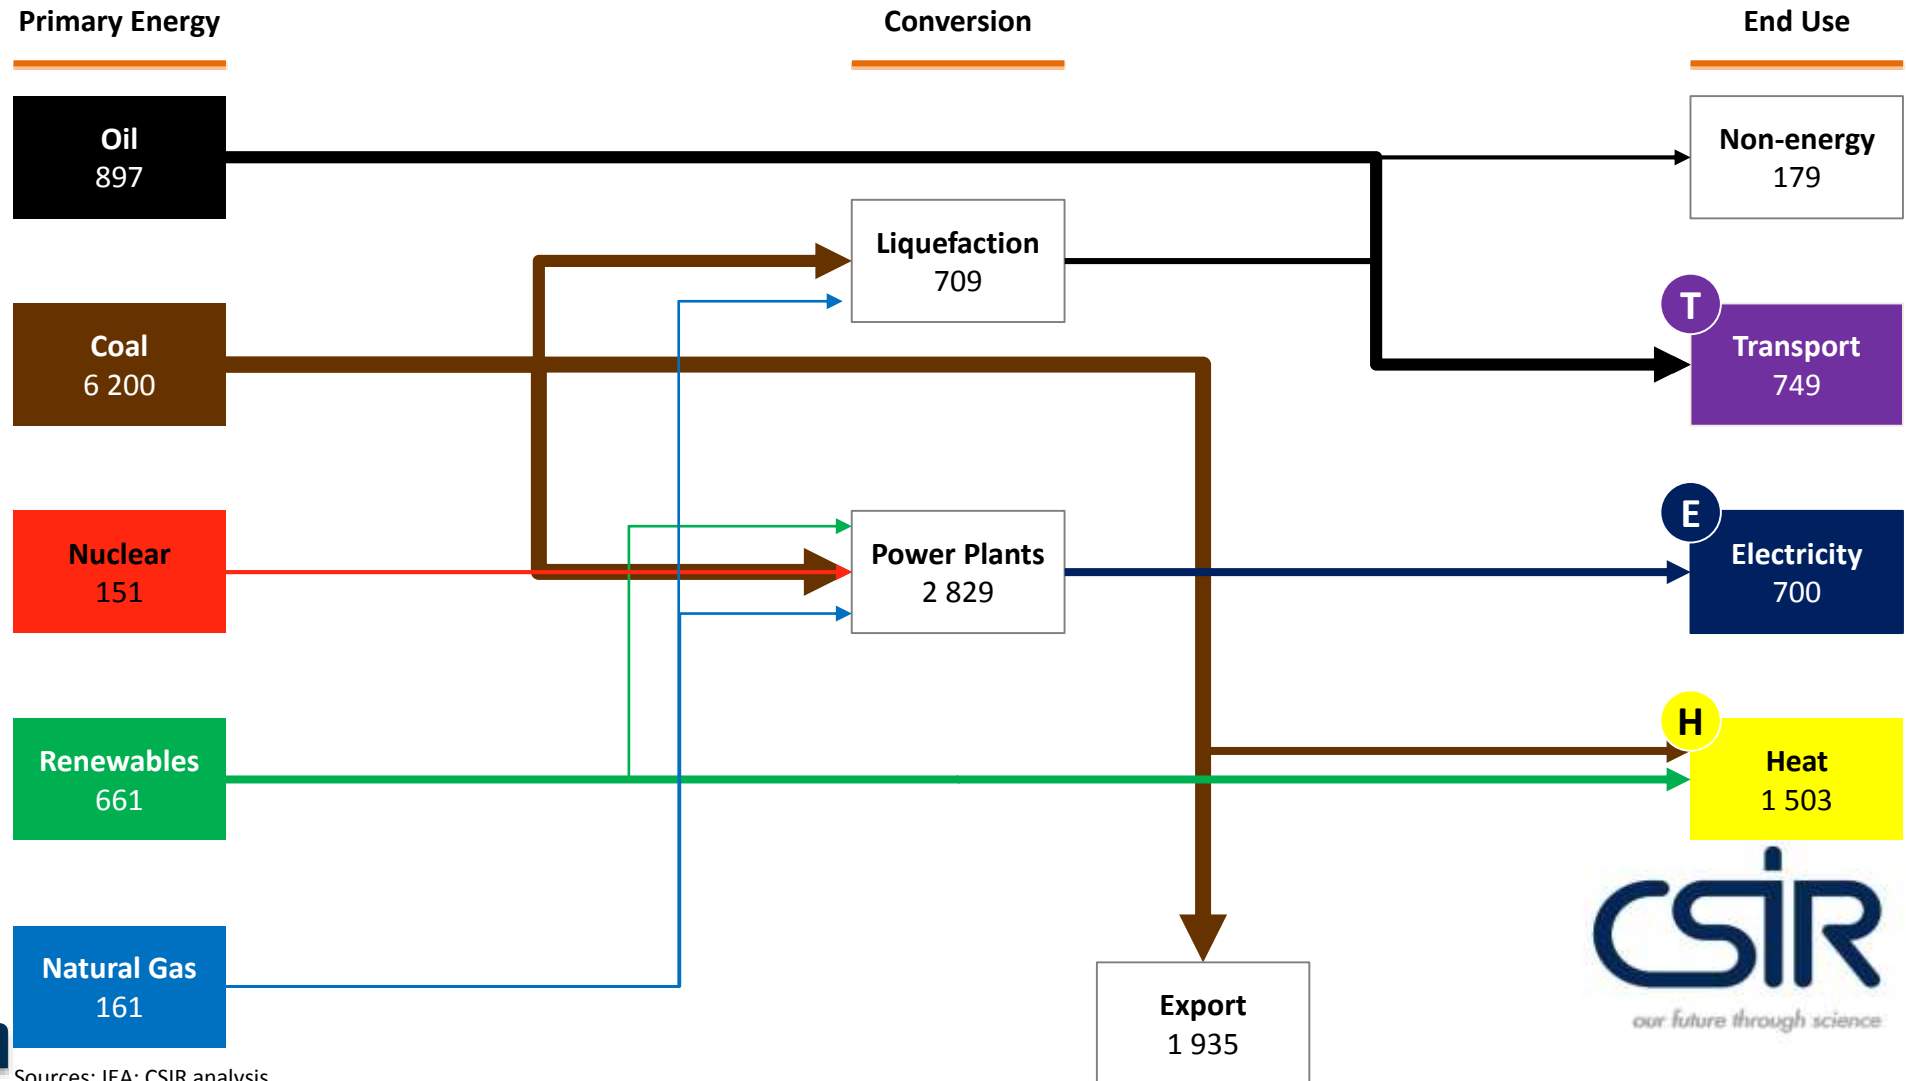 Primary Energy
Conversion
End Use
Oil
897
Non-energy
179
Liquefaction
709
Coal
6 200
T
Transport
749
Nuclear
151
Power Plants
2 829
E
Electricity
700
Renewables
661
H
Heat
1 503
Natural Gas
161
Export
1 935
CSIR
our future through science
Sources: IEA; CSIR analysis